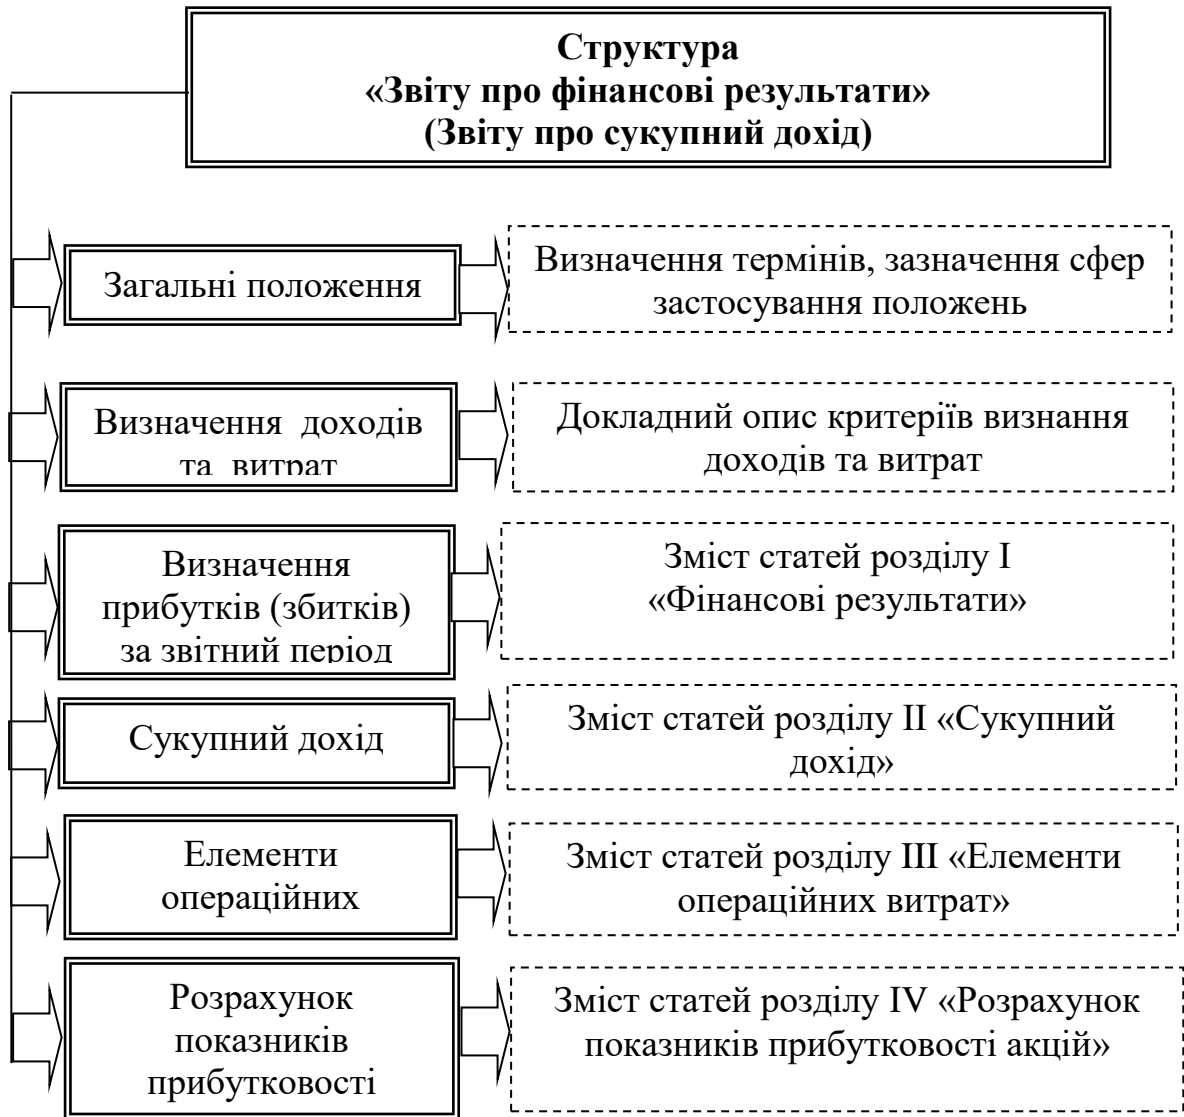 Структура
«Звіту про фінансові результати»
(Звіту про сукупний дохід)
Загальні положення
Визначення термінів, зазначення сфер
застосування положень
Визначення доходів
та витрат
Докладний опис критеріїв визнання
доходів та витрат
Визначення
прибутків (збитків)
за звітний період
Зміст статей розділу І
«Фінансові результати»
Сукупний дохід
Зміст статей розділу ІІ «Сукупний
дохід»
Елементи
операційних
Зміст статей розділу ІІІ «Елементи
операційних витрат»
Розрахунок
показників
прибутковості
Зміст статей розділу IV «Розрахунок
показників прибутковості акцій»